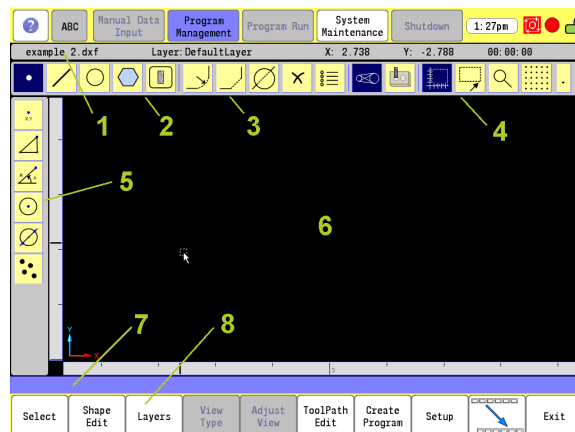 ? ABC Manual Data Input Program Management Program Run System Maintenance Shutdown 1:27pm
example 2.dxf Layer:DefaultLayer X: 2.738 Y: -2.788 00:00:00
1 2 3 4
X,Y
R A
5
6
Y
X
7 8
3
Select Shape Edit Layers View Type Adjust View ToolPath Edit Create Program Setup Exit